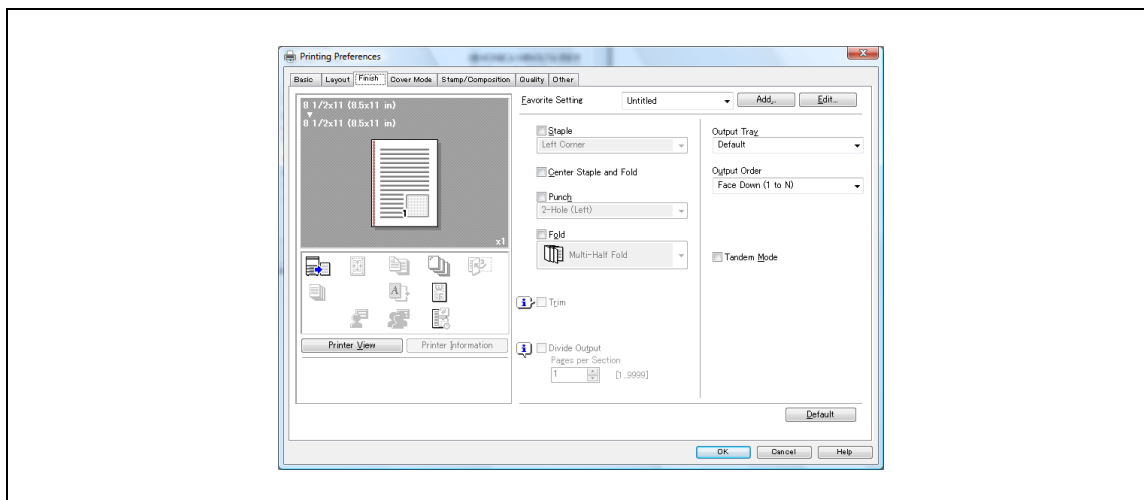 Printing Preferences
Basic Layout Finish Cover Mode Stamp/Composition Quality Other
8 1/2x11 (8.5x11 in)
8 1/2x11 (8.5x11 in)
1
x1
Printer View Printer Information
Favorite Setting Untitled Add... Edit...
Staple
Left Corner
Center Staple and Fold
Punch
2-Hole (Left)
Fold
Multi-Half Fold
Trim
Divide Output
Pages per Section
1 [1..9999]
Output Tray
Default
Output Order
Face Down (1 to N)
Tandem Mode
Default
OK Cancel Help